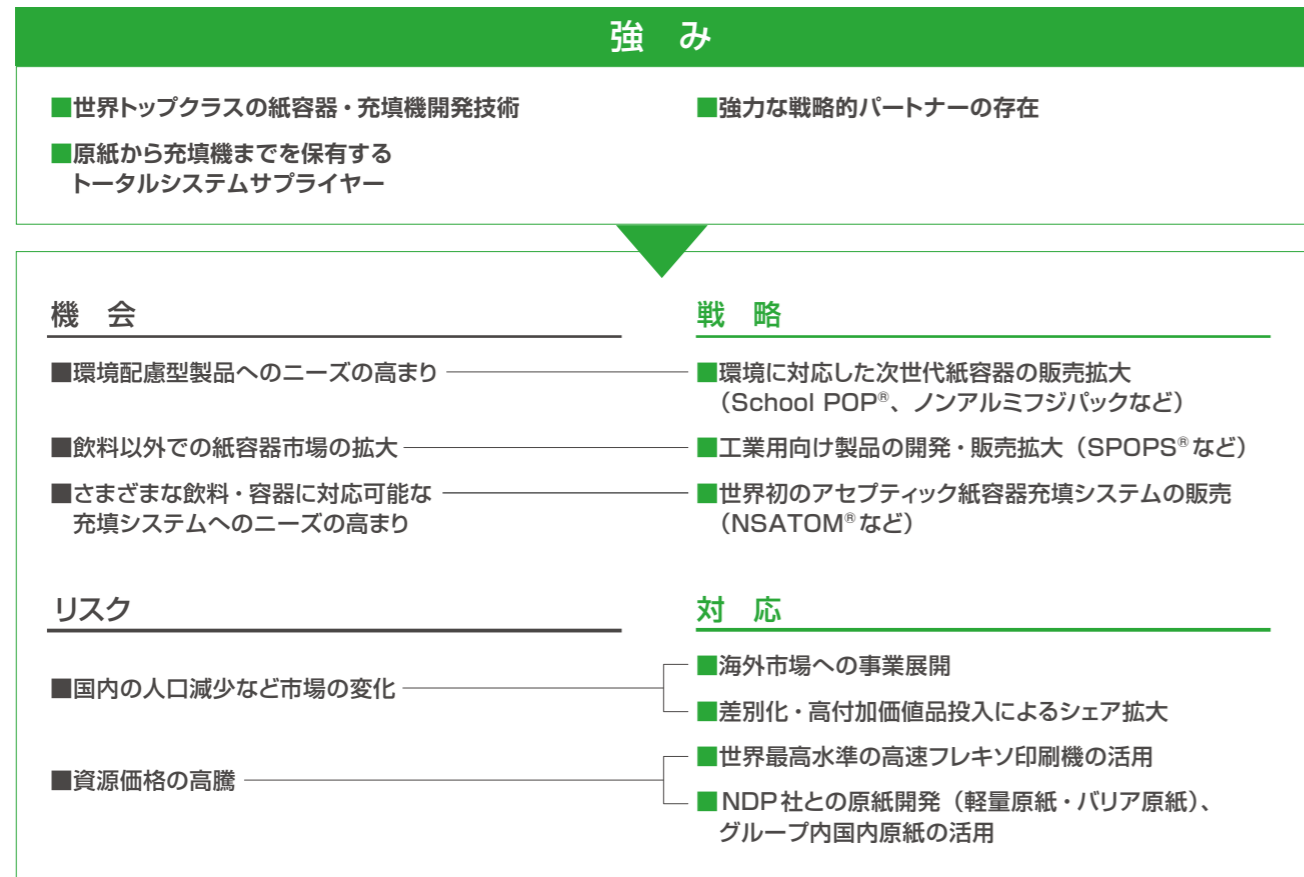 強 み
■世界トップクラスの紙容器・充填機開発技術
■原紙から充填機までを保有する
トータルシステムサプライヤー
■強力な戦略的パートナーの存在
機 会
戦 略
■環境配慮型製品へのニーズの高まり
■環境に対応した次世代紙容器の販売拡大
（School POP®、ノンアルミフジパックなど）
■飲料以外での紙容器市場の拡大
■工業用向け製品の開発・販売拡大（SPOPS®など）
■さまざまな飲料・容器に対応可能な
充填システムへのニーズの高まり
■世界初のアセプティック紙容器充填システムの販売
（NSATOM®など）
リスク
対 応
■国内の人口減少など市場の変化
■海外市場への事業展開
■差別化・高付加価値品投入によるシェア拡大
■資源価格の高騰
■世界最高水準の高速フレキソ印刷機の活用
■NDP社との原紙開発（軽量原紙・バリア原紙）、
グループ内国内原紙の活用